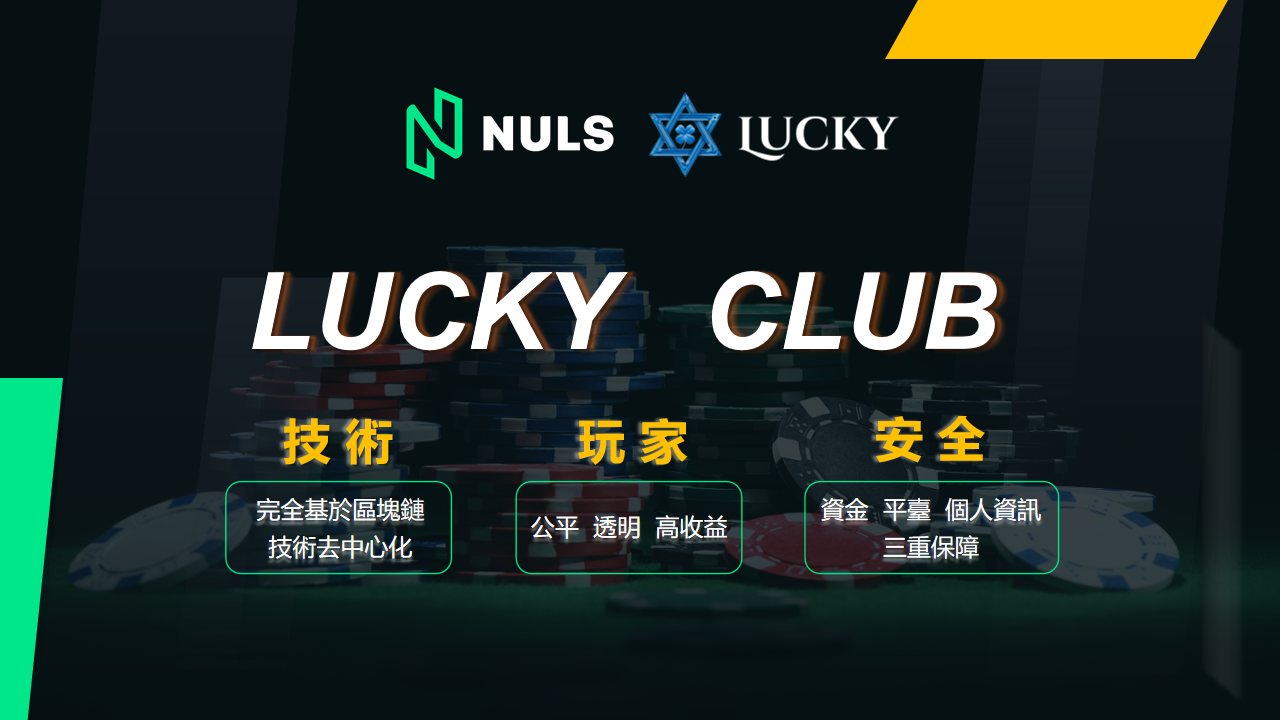 NULS LUCKY
LUCKY CLUB
技術
玩家
安全
完全基於區塊鏈
技術去中心化
公平 透明 高收益
資金 平臺 個人資訊
三重保障